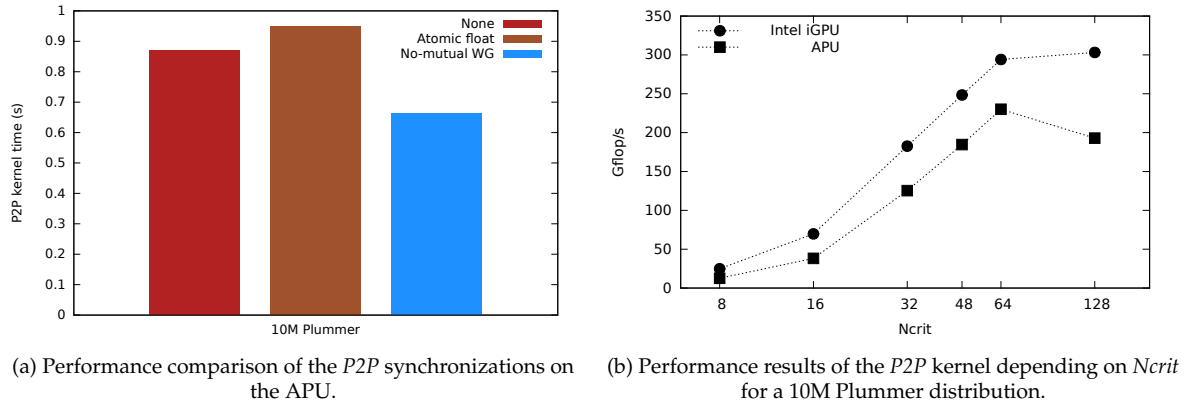 None
Atomic float
No-mutual WG
P2P kernel time (s)
1
0.9
0.8
0.7
0.6
0.5
0.4
0.3
0.2
0.1
0
10M Plummer
(a) Performance comparison of the P2P synchronizations on
the APU.
Intel iGPU
APU
Gflop/s
350
300
250
200
150
100
50
0
8 16 32 48 64 128
Ncrit
(b) Performance results of the P2P kernel depending on Ncrit
for a 10M Plummer distribution.